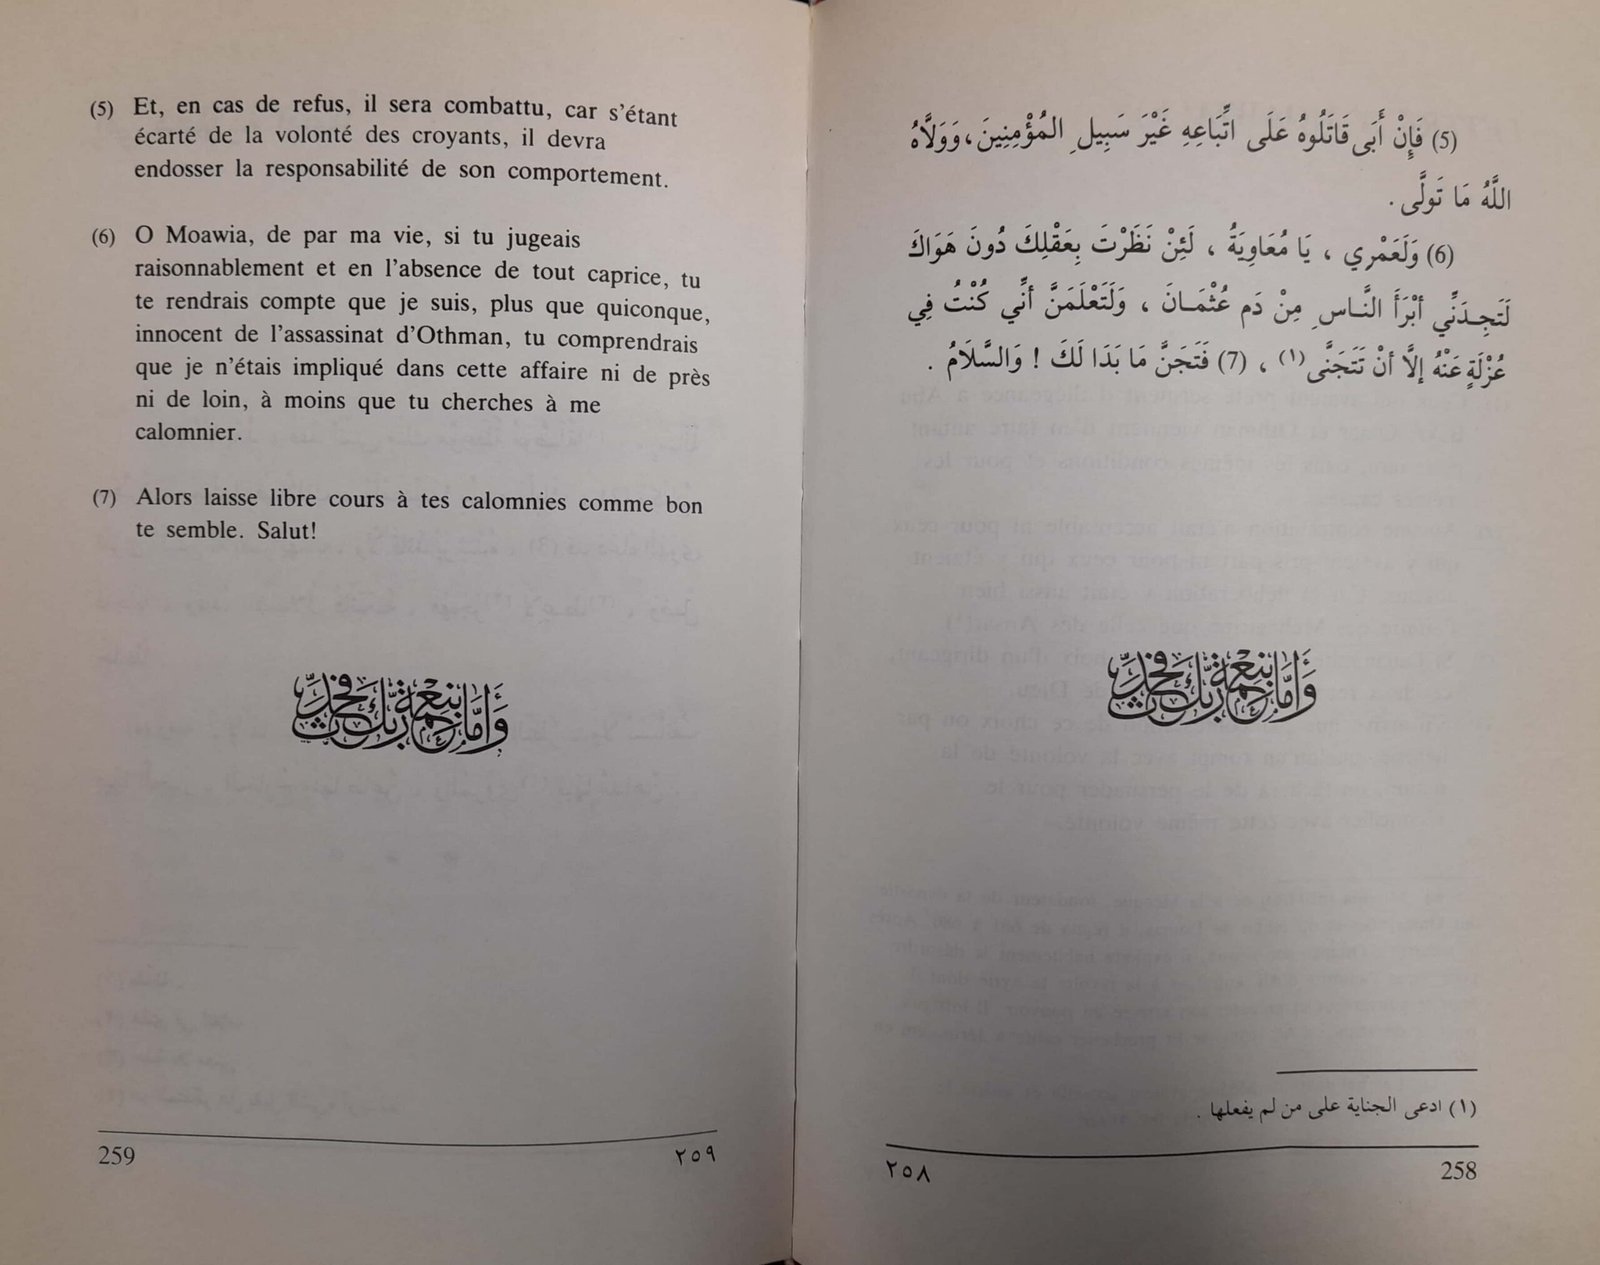 (5) Et, en cas de refus, il sera combattu, car s'étant
écarté de la volonté des croyants, il devra
endosser la responsabilité de son comportement.
(6) O Moawia, de par ma vie, si tu jugeais
raisonnablement et en l'absence de tout caprice, tu
te rendrais compte que je suis, plus que quiconque,
innocent de l'assassinat d'Othman, tu comprendrais
que je n'étais impliqué dans cette affaire ni de près
ni de loin, à moins que tu cherches à me
calomnier.
(7) Alors laisse libre cours à tes calomnies comme bon
te semble. Salut!
وَأَمَّا بِنِعْمَةِ رَبِّكَ فَحَدِّثْ
259 ٢٥٩
(5) فَإِنْ أَبَى قَاتَلُوهُ عَلَى اتِّبَاعِهِ غَيْرَ سَبِيلِ المُؤْمِنِينَ، وَوَلَّاهُ
اللَّهُ مَا تَولَّى.
(6) وَلَعَمْرِي ، يَا مُعَاوِيَةُ ، لَئِنْ نَظَرْتَ بِعَقْلِكَ دُونَ هَوَاكَ
لَتَجِدَنِّي أبْرَأَ النَّاسِ مِنْ دَمِ عُثْمَانَ ، وَلَتَعْلَمَنَّ أنِّي كُنْتُ فِي
عُزْلَةٍ عَنْهُ إلاَّ أنْ تَتَجَنَّى (١) ، (7) فَتَجَنَّ مَا بَدَا لَكَ ! وَالسَّلَامُ .
وَأَمَّا بِنِعْمَةِ رَبِّكَ فَحَدِّثْ
(١) ادعى الجناية على من لم يفعلها .
٢٥٨ 258